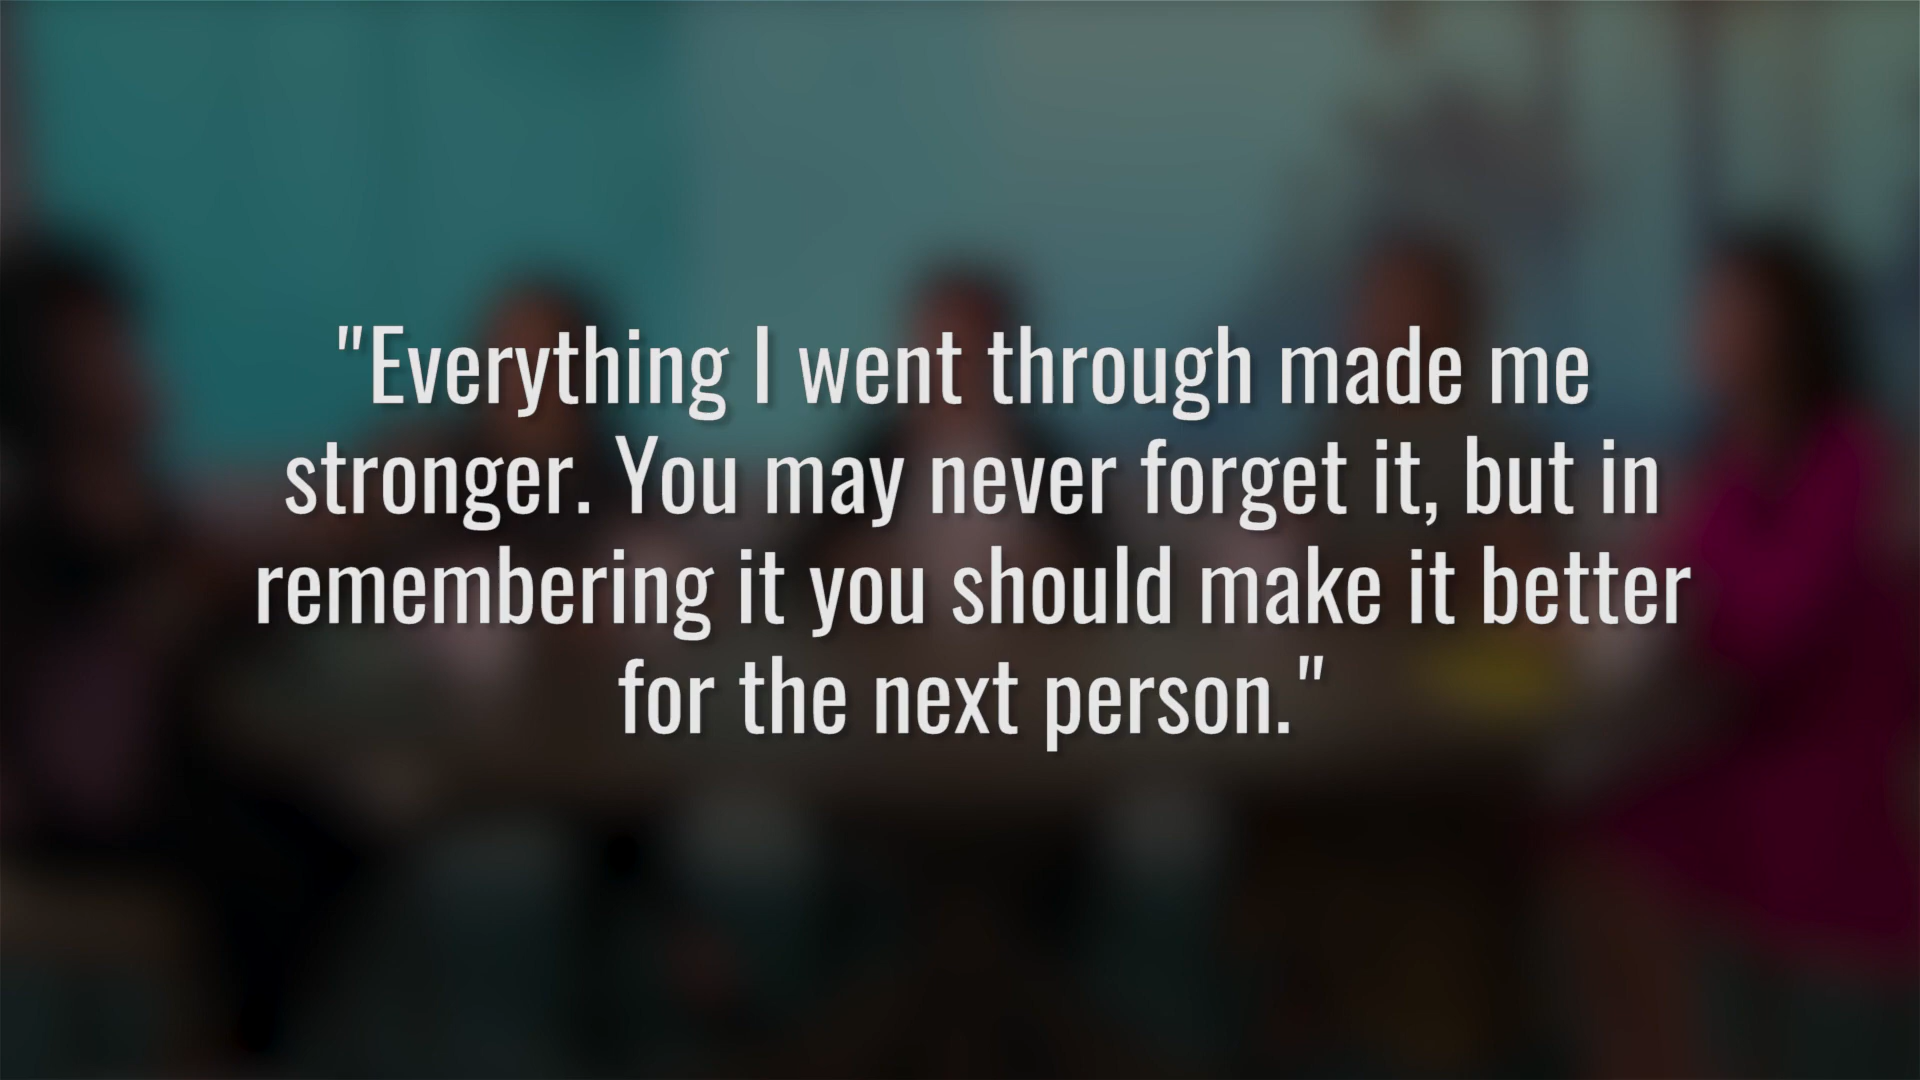 "Everything I went through made me
stronger. You may never forget it, but in
remembering it you should make it better
for the next person."